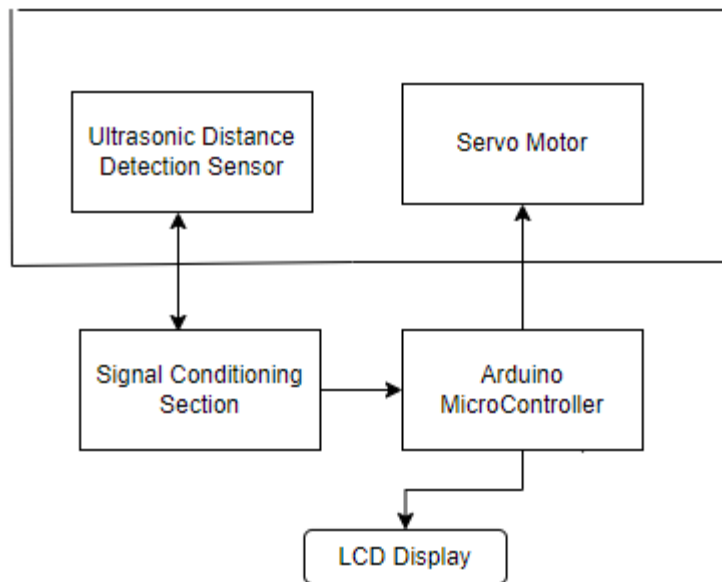 Ultrasonic Distance
Detection Sensor
Servo Motor
Signal Conditioning
Section
Arduino
MicroController
LCD Display